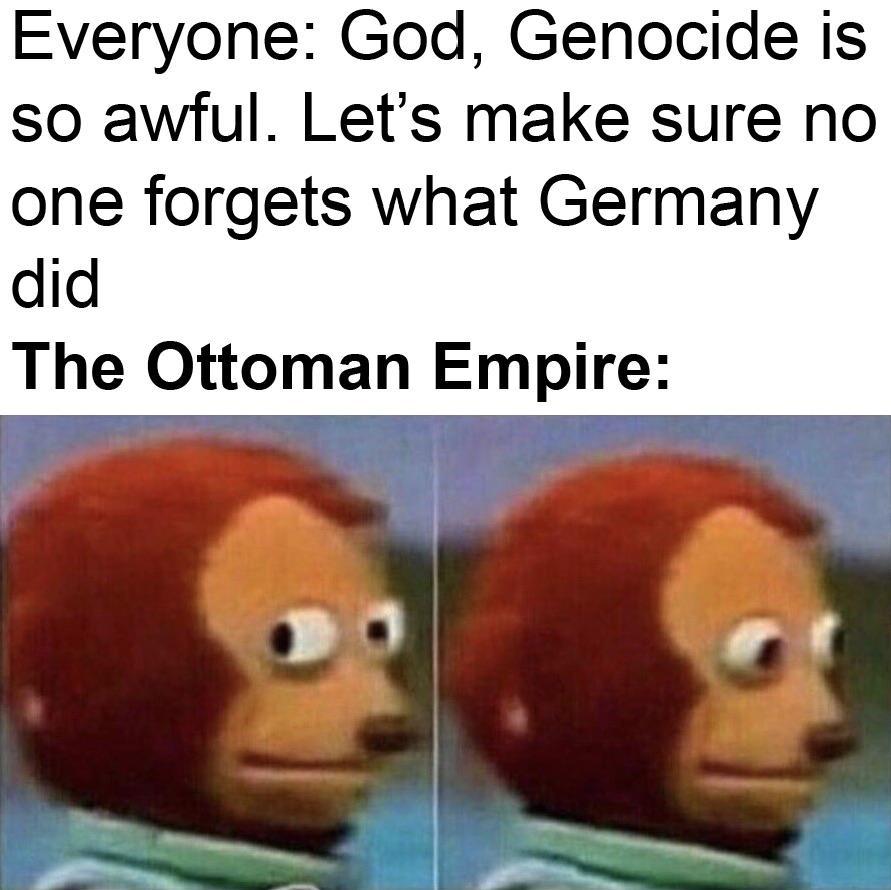 Everyone: God, Genocide is
so awful. Let’s make sure no
one forgets what Germany
did
The Ottoman Empire: